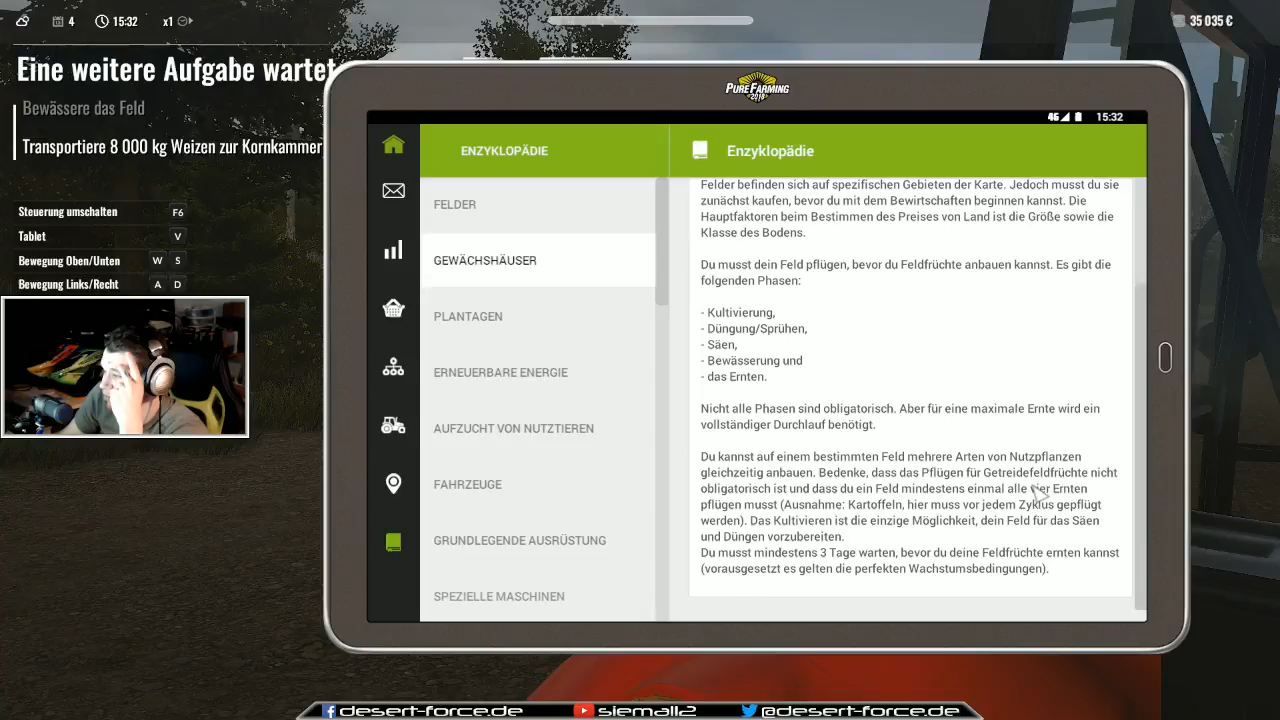 4 15:32 x1
35 035 €
Eine weitere Aufgabe wartet
Bewässere das Feld
Transportiere 8 000 kg Weizen zur Kornkammer
Steuerung umschalten F6
Tablet V
Bewegung Oben/Unten W S
Bewegung Links/Recht A D
PURE FARMING
2018
4G 15:32
ENZYKLOPÄDIE
Enzyklopädie
FELDER
GEWÄCHSHÄUSER
PLANTAGEN
ERNEUERBARE ENERGIE
AUFZUCHT VON NUTZTIEREN
FAHRZEUGE
GRUNDLEGENDE AUSRÜSTUNG
SPEZIELLE MASCHINEN
Felder befinden sich auf spezifischen Gebieten der Karte. Jedoch musst du sie
zunächst kaufen, bevor du mit dem Bewirtschaften beginnen kannst. Die
Hauptfaktoren beim Bestimmen des Preises von Land ist die Größe sowie die
Klasse des Bodens.
Du musst dein Feld pflügen, bevor du Feldfrüchte anbauen kannst. Es gibt die
folgenden Phasen:
- Kultivierung,
- Düngung/Sprühen,
- Säen,
- Bewässerung und
- das Ernten.
Nicht alle Phasen sind obligatorisch. Aber für eine maximale Ernte wird ein
vollständiger Durchlauf benötigt.
Du kannst auf einem bestimmten Feld mehrere Arten von Nutzpflanzen
gleichzeitig anbauen. Bedenke, dass das Pflügen für Getreidefeldfrüchte nicht
obligatorisch ist und dass du ein Feld mindestens einmal alle Ernten
pflügen musst (Ausnahme: Kartoffeln, hier muss vor jedem Zyklus gepflügt
werden). Das Kultivieren ist die einzige Möglichkeit, dein Feld für das Säen
und Düngen vorzubereiten.
Du musst mindestens 3 Tage warten, bevor du deine Feldfrüchte ernten kannst
(vorausgesetzt es gelten die perfekten Wachstumsbedingungen).
desert-force.de siemall2 @desert-force.de